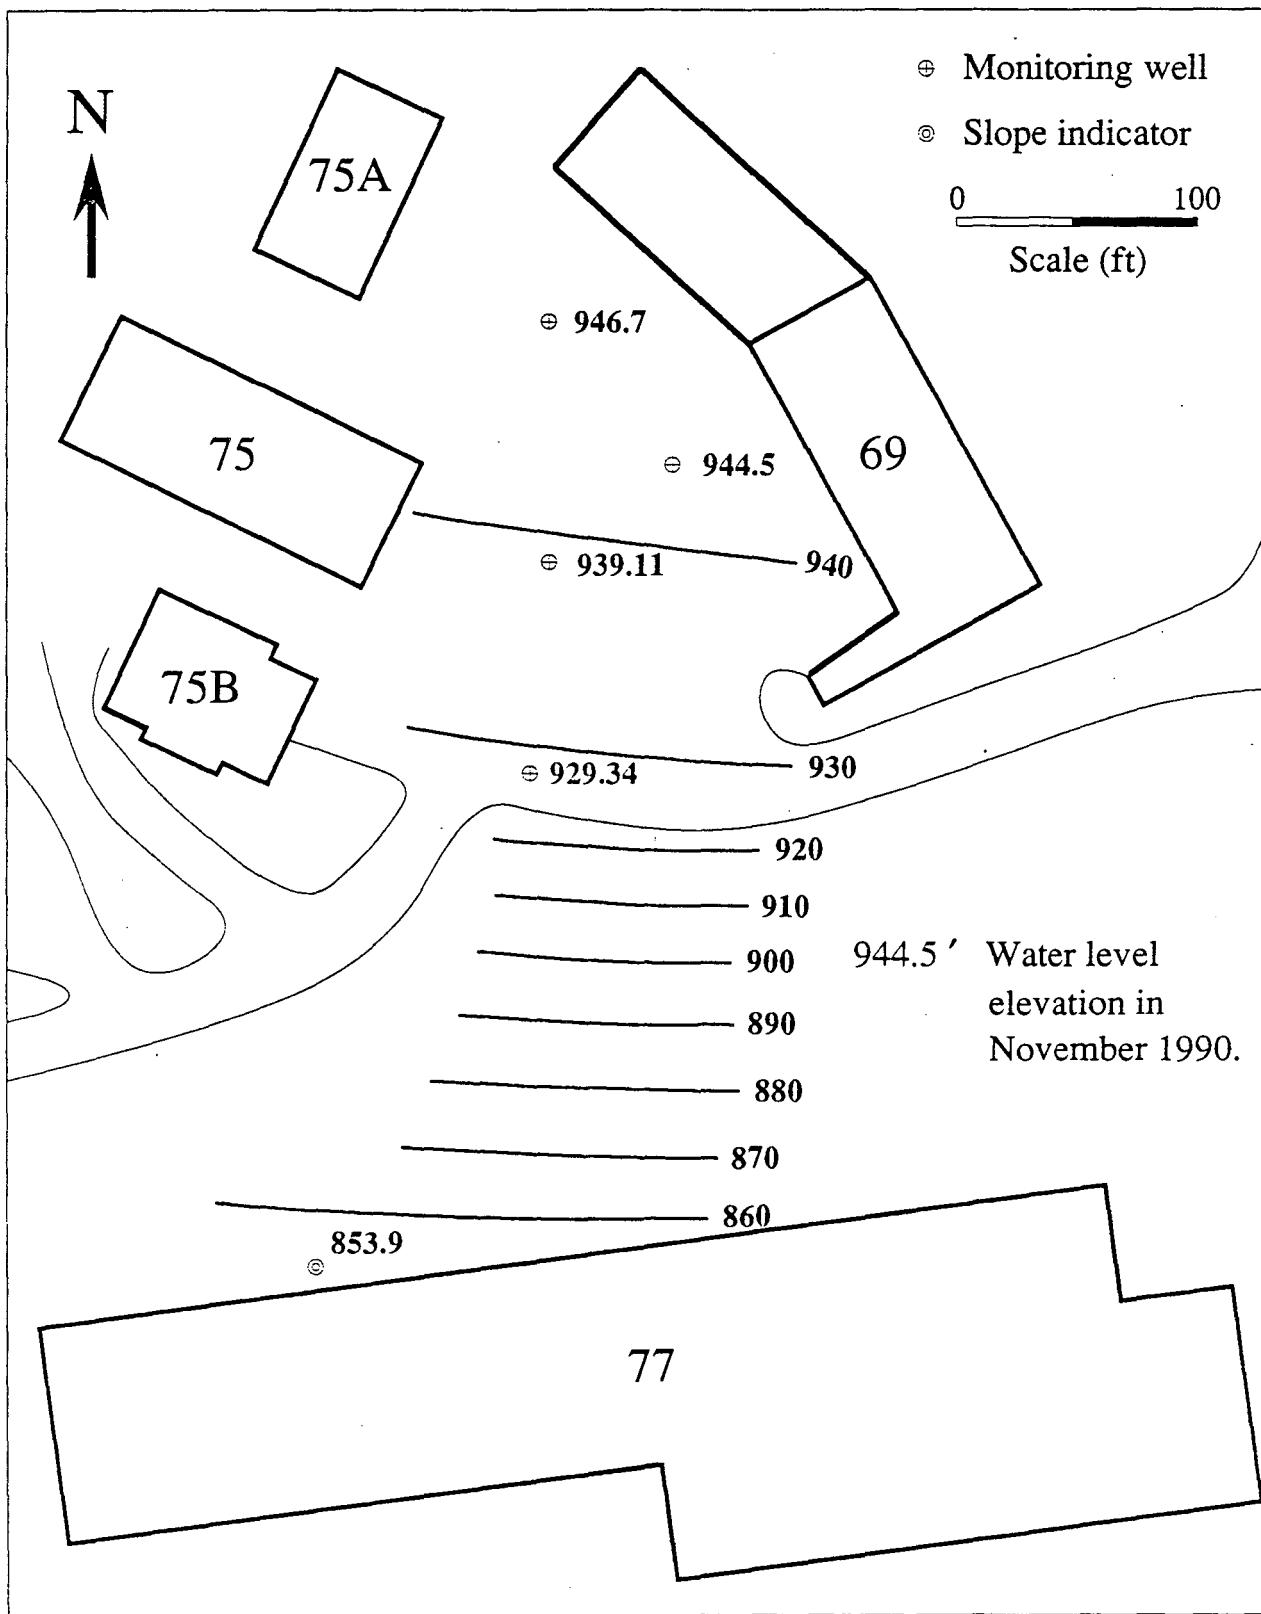 N
75A
⊕ Monitoring well
◎ Slope indicator
0 100
Scale (ft)
946.7
75
944.5
69
939.11
940
75B
929.34
930
920
910
900
944.5 ′ Water level
elevation in
November 1990.
890
880
870
860
853.9
77